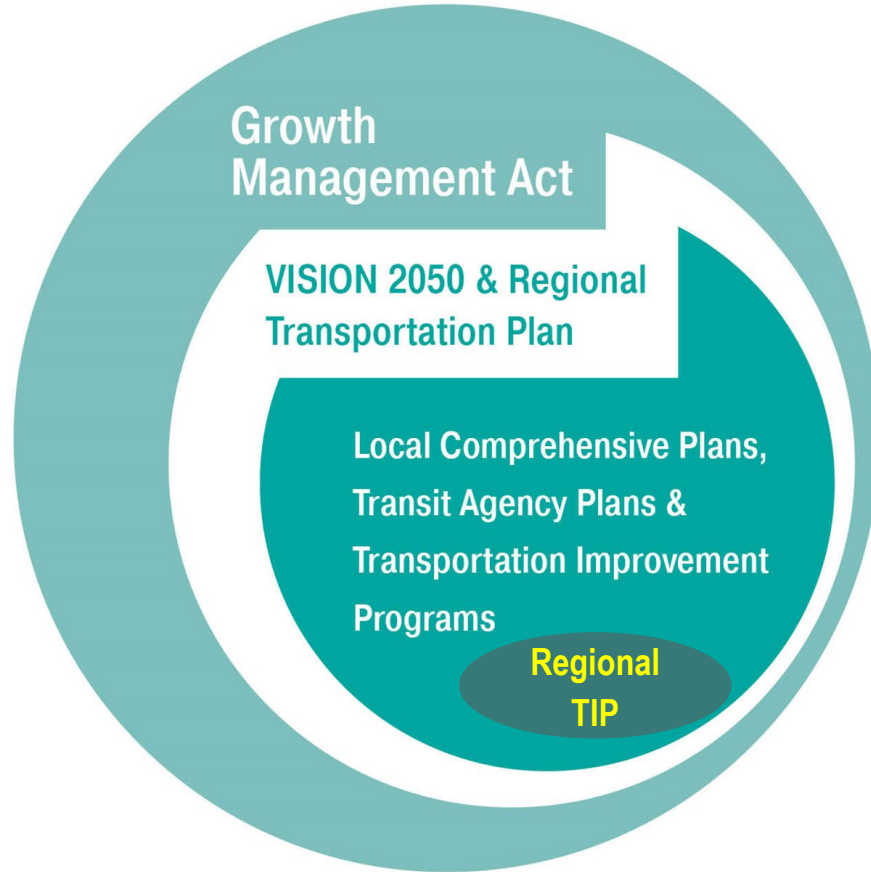 Growth
Management Act
VISION 2050 & Regional
Transportation Plan
Local Comprehensive Plans,
Transit Agency Plans &
Transportation Improvement
Programs
Regional
TIP